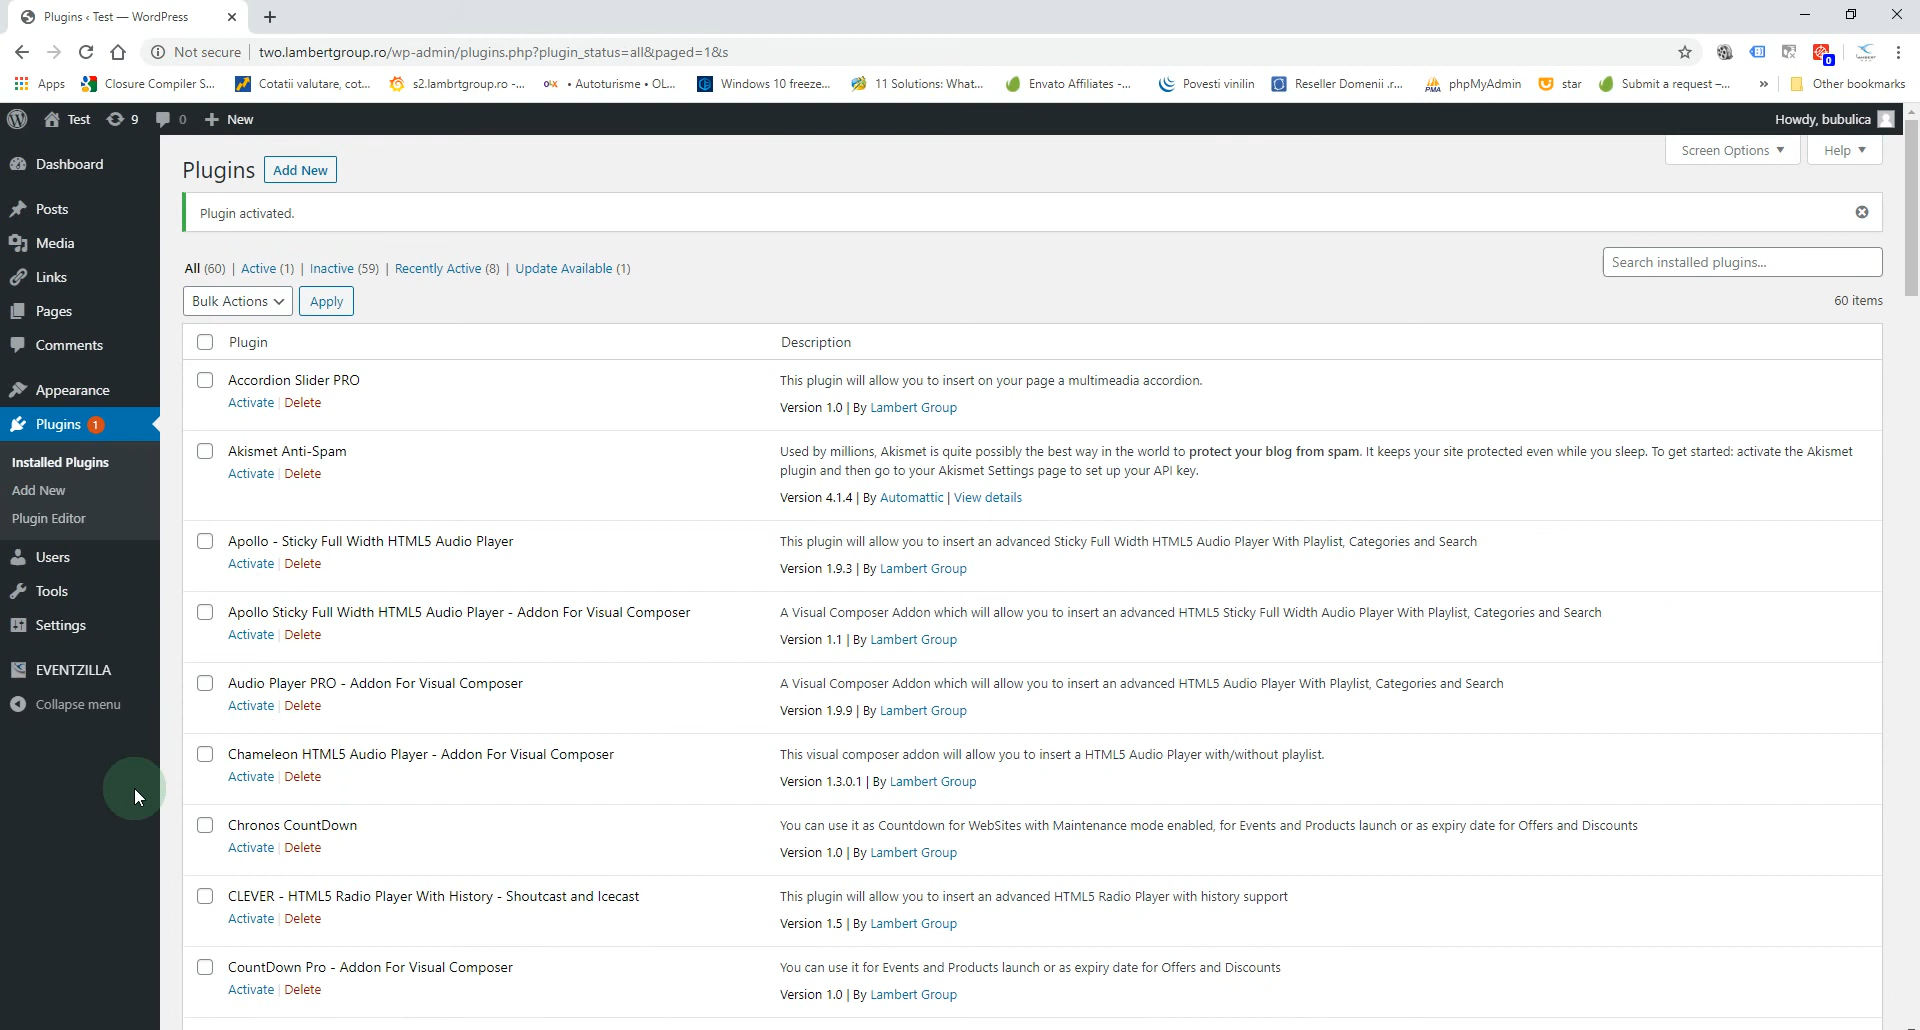 Plugins ‹ Test — WordPress
Not secure | two.lambertgroup.ro/wp-admin/plugins.php?plugin_status=all&paged=1&s
0
Apps
Closure Compiler S...
Cotatii valutare, cot...
s2.lambrtgroup.ro -...
• Autoturisme • OL...
Windows 10 freeze...
11 Solutions: What...
Envato Affiliates -...
Povesti vinilin
Reseller Domenii .r...
PMA
phpMyAdmin
star
Submit a request –...
»
Other bookmarks
Test
9
0
New
Howdy, bubulica
Dashboard
Posts
Media
Links
Pages
Comments
Appearance
Plugins 1
Installed Plugins
Add New
Plugin Editor
Users
Tools
Settings
EVENTZILLA
Collapse menu
Screen Options
Help
Plugins
Add New
Plugin activated.
All (60) | Active (1) | Inactive (59) | Recently Active (8) | Update Available (1)
Search installed plugins...
Bulk Actions
Apply
60 items
Plugin
Description
Accordion Slider PRO
Activate | Delete
This plugin will allow you to insert on your page a multimeadia accordion.
Version 1.0 | By Lambert Group
Akismet Anti-Spam
Activate | Delete
Used by millions, Akismet is quite possibly the best way in the world to protect your blog from spam. It keeps your site protected even while you sleep. To get started: activate the Akismet
plugin and then go to your Akismet Settings page to set up your API key.
Version 4.1.4 | By Automattic | View details
Apollo - Sticky Full Width HTML5 Audio Player
Activate | Delete
This plugin will allow you to insert an advanced Sticky Full Width HTML5 Audio Player With Playlist, Categories and Search
Version 1.9.3 | By Lambert Group
Apollo Sticky Full Width HTML5 Audio Player - Addon For Visual Composer
Activate | Delete
A Visual Composer Addon which will allow you to insert an advanced HTML5 Sticky Full Width Audio Player With Playlist, Categories and Search
Version 1.1 | By Lambert Group
Audio Player PRO - Addon For Visual Composer
Activate | Delete
A Visual Composer Addon which will allow you to insert an advanced HTML5 Audio Player With Playlist, Categories and Search
Version 1.9.9 | By Lambert Group
Chameleon HTML5 Audio Player - Addon For Visual Composer
Activate | Delete
This visual composer addon will allow you to insert a HTML5 Audio Player with/without playlist.
Version 1.3.0.1 | By Lambert Group
Chronos CountDown
Activate | Delete
You can use it as Countdown for WebSites with Maintenance mode enabled, for Events and Products launch or as expiry date for Offers and Discounts
Version 1.0 | By Lambert Group
CLEVER - HTML5 Radio Player With History - Shoutcast and Icecast
Activate | Delete
This plugin will allow you to insert an advanced HTML5 Radio Player with history support
Version 1.5 | By Lambert Group
CountDown Pro - Addon For Visual Composer
Activate | Delete
You can use it for Events and Products launch or as expiry date for Offers and Discounts
Version 1.0 | By Lambert Group